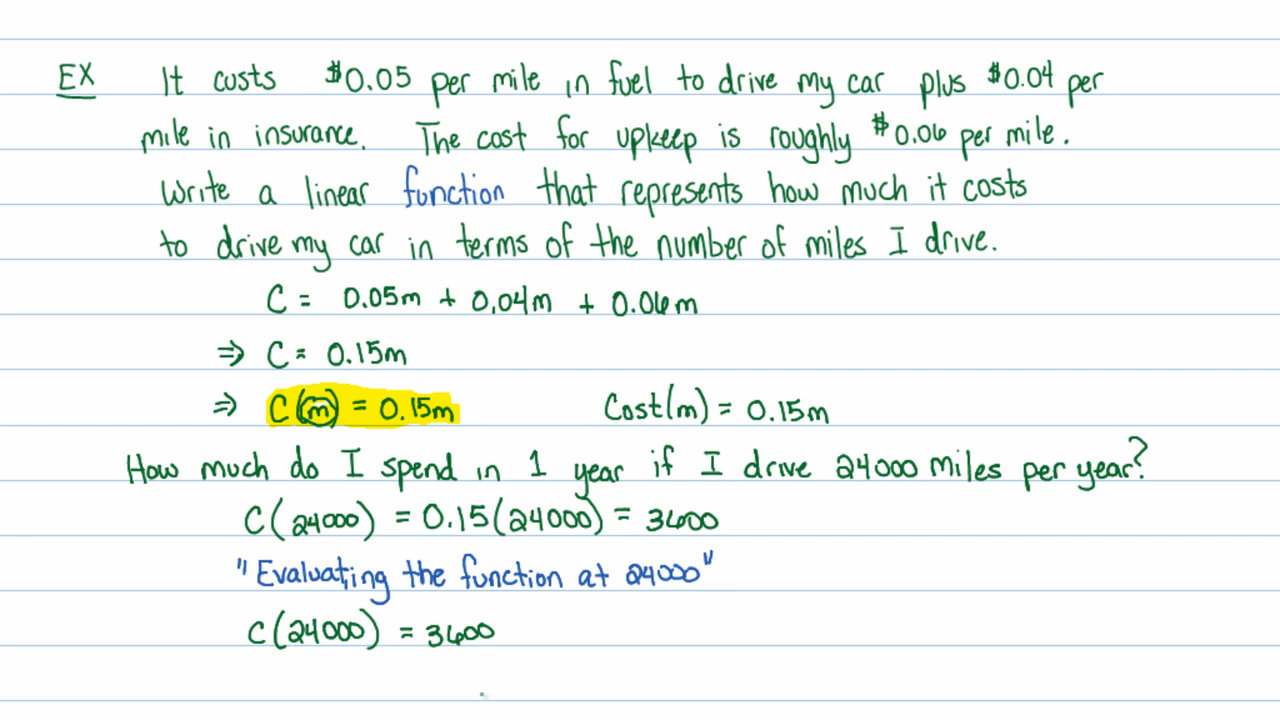 EX It costs $0.05 per mile in fuel to drive my car plus $0.04 per
mile in insurance. The cost for upkeep is roughly $0.06 per mile.
Write a linear function that represents how much it costs
to drive my car in terms of the number of miles I drive.
C = 0.05m + 0.04m + 0.06m
⇒ C = 0.15m
⇒ C(m) = 0.15m Cost(m) = 0.15m
How much do I spend in 1 year if I drive 24000 miles per year?
C(24000) = 0.15(24000) = 3600
"Evaluating the function at 24000"
C(24000) = 3600